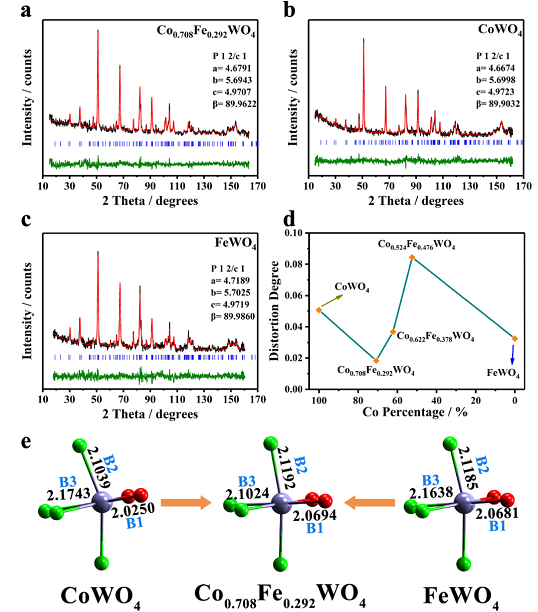 a
Co0.708Fe0.292WO4
P 1 2/c 1
a= 4.6791
b= 5.6943
c= 4.9707
β= 89.9622
Intensity / counts
10 30 50 70 90 110 130 150 170
2 Theta / degrees
b
CoWO4
P 1 2/c 1
a= 4.6674
b= 5.6998
c= 4.9723
β= 89.9032
Intensity / counts
10 30 50 70 90 110 130 150 170
2 Theta / degrees
c
FeWO4
P 1 2/c 1
a= 4.7189
b= 5.7025
c= 4.9719
β= 89.9860
Intensity / counts
10 30 50 70 90 110 130 150 170
2 Theta / degrees
d
0.10
0.08
0.06
0.04
0.02
0.00
Distortion Degree
Co0.524Fe0.476WO4
CoWO4
Co0.622Fe0.378WO4
Co0.708Fe0.292WO4
FeWO4
100 80 60 40 20 0
Co Percentage / %
e
2.1039
B2
B3
2.1743
2.0250
B1
CoWO4
2.1192
B2
B3
2.1024
2.0694
B1
Co0.708Fe0.292WO4
2.1185
B2
B3
2.1638
2.0681
B1
FeWO4